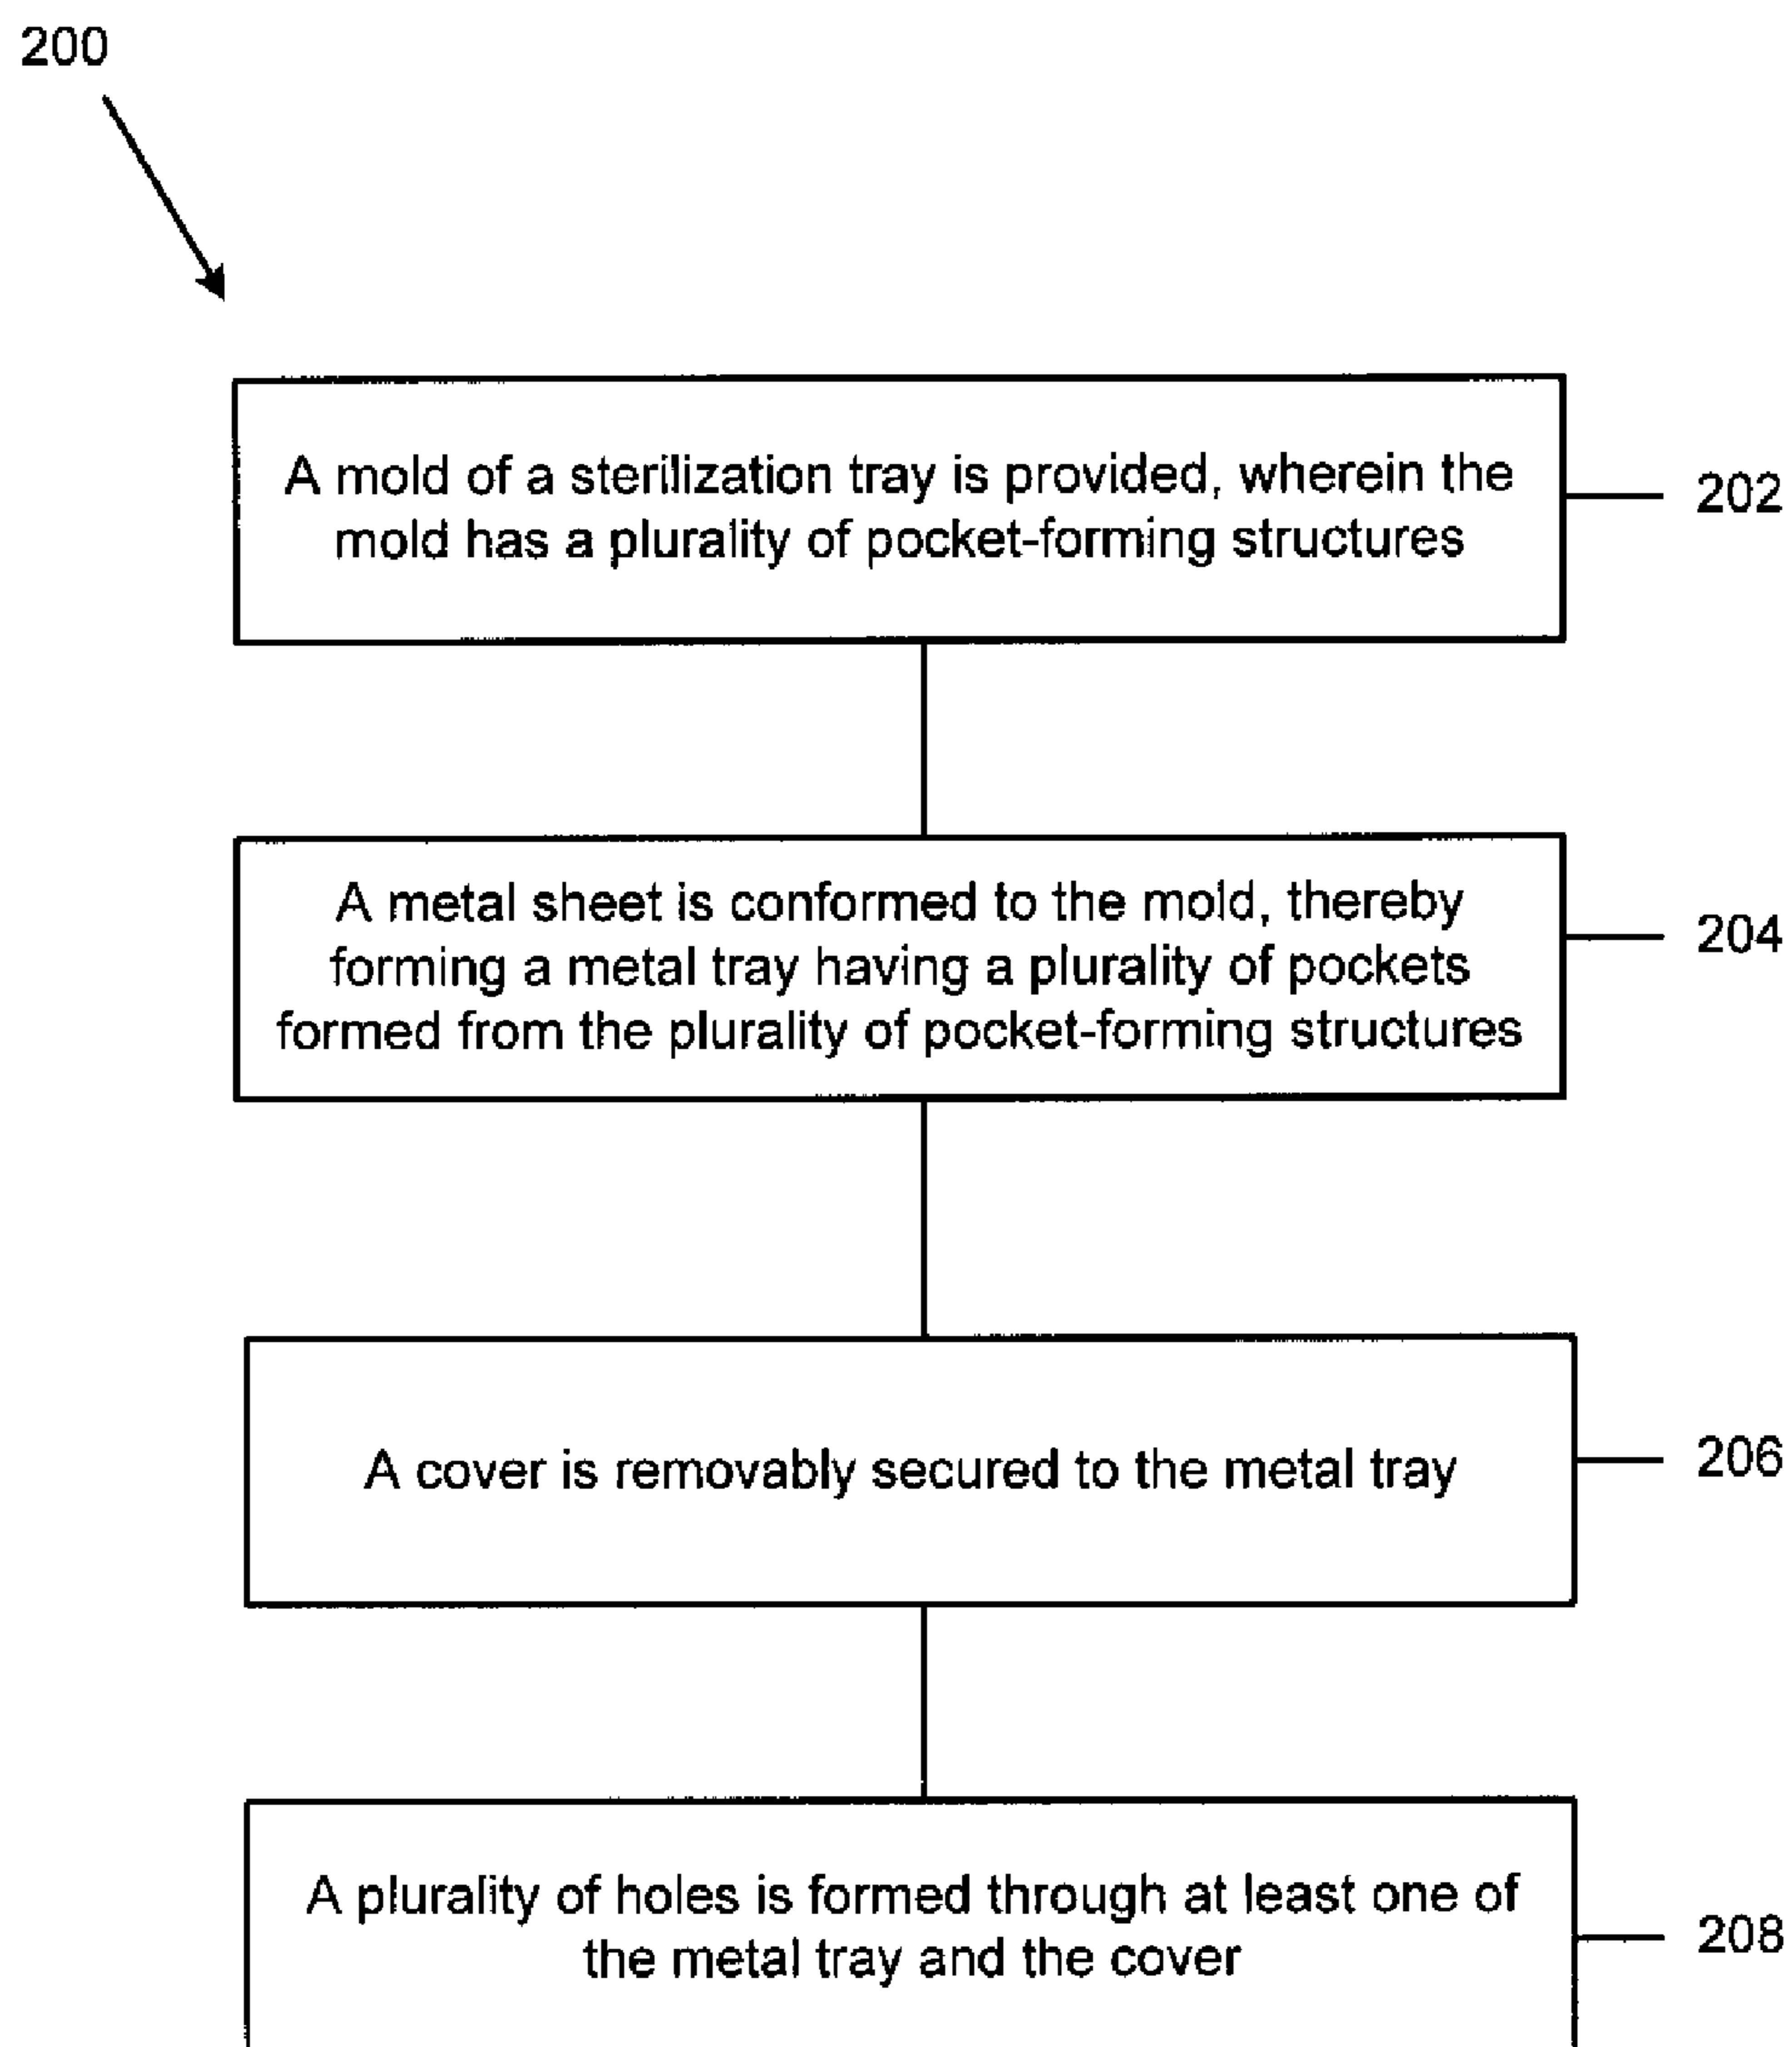 200
A mold of a sterilization tray is provided, wherein the
mold has a plurality of pocket-forming structures
202
A metal sheet is conformed to the mold, thereby
forming a metal tray having a plurality of pockets
formed from the plurality of pocket-forming structures
204
A cover is removably secured to the metal tray
206
A plurality of holes is formed through at least one of
the metal tray and the cover
208